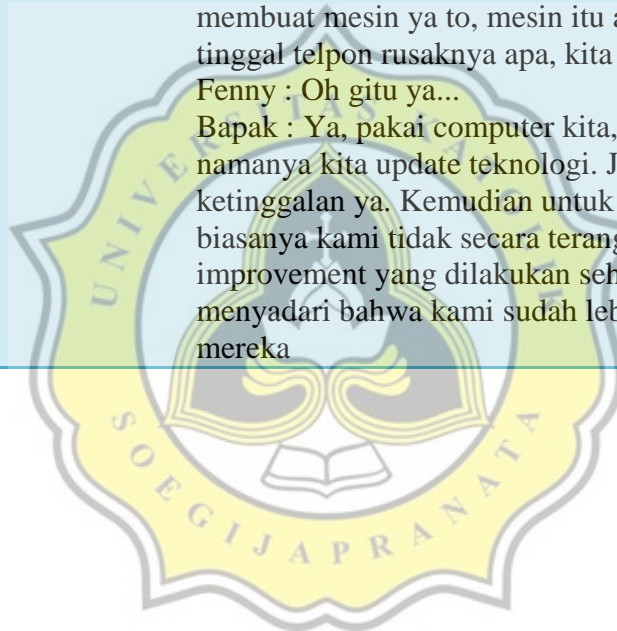 membuat mesin ya to, mesin itu
tinggal telpon rusaknya apa, kita
Fenny : Oh gitu ya...
Bapak : Ya, pakai computer kita,
namanya kita update teknologi.
ketinggalan ya. Kemudian untuk
biasanya kami tidak secara terang
improvement yang dilakukan seh
menyadari bahwa kami sudah leb
mereka
UNIVERSITAS KATOLIK
SOEGIJAPRANATA